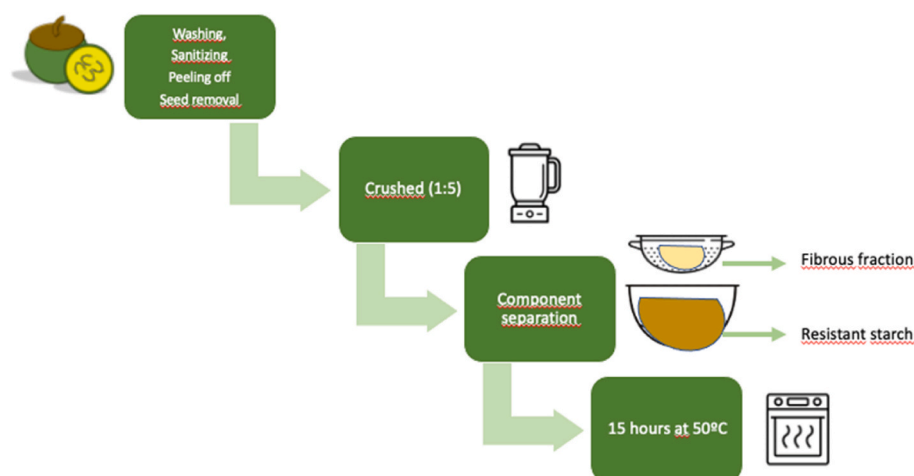 Washing,
Sanitizing
Peeling off
Seed removal
Crushed (1:5)
Component
separation
Fibrous fraction
Resistant starch
15 hours at 50ºC